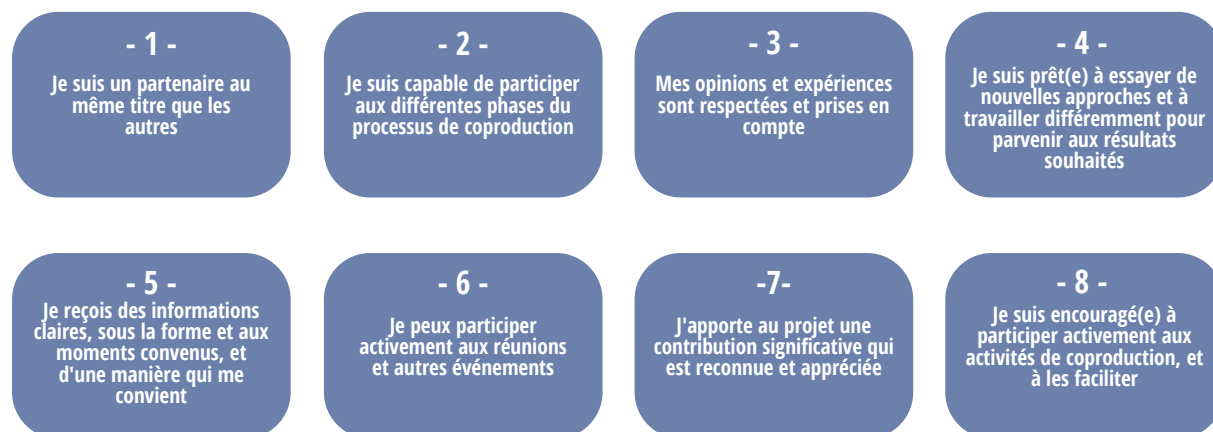 - 1 -
Je suis un partenaire au
même titre que les
autres
- 2 -
Je suis capable de participer
aux différentes phases du
processus de coproduction
- 3 -
Mes opinions et expériences
sont respectées et prises en
compte
- 4 -
Je suis prêt(e) à essayer de
nouvelles approches et à
travailler différemment pour
parvenir aux résultats
souhaités
- 5 -
Je reçois des informations
claires, sous la forme et aux
moments convenus, et
d'une manière qui me
convient
- 6 -
Je peux participer
activement aux réunions
et autres événements
-7-
J'apporte au projet une
contribution significative qui
est reconnue et appréciée
- 8 -
Je suis encouragé(e) à
participer activement aux
activités de coproduction, et
à les faciliter